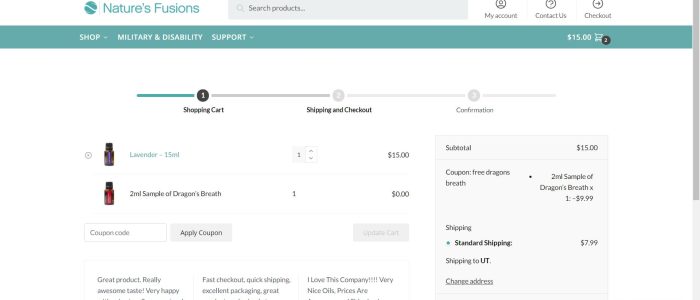 Nature's Fusions
Search products...
My account
Contact Us
Checkout
SHOP
MILITARY & DISABILITY
SUPPORT
$15.00
2
1
2
3
Shopping Cart
Shipping and Checkout
Confirmation
Lavender – 15ml
1
$15.00
2ml Sample of Dragon's Breath
1
$0.00
Coupon code
Apply Coupon
Update Cart
Great product, Really
awesome taste! Very happy
Fast checkout, quick shipping,
excellent packaging, great
I Love This Company!!!! Very
Nice Oils, Prices Are
Subtotal
$15.00
Coupon: free dragons
breath
2ml Sample of
Dragon's Breath x
1: -$9.99
Shipping
Standard Shipping:
$7.99
Shipping to UT.
Change address